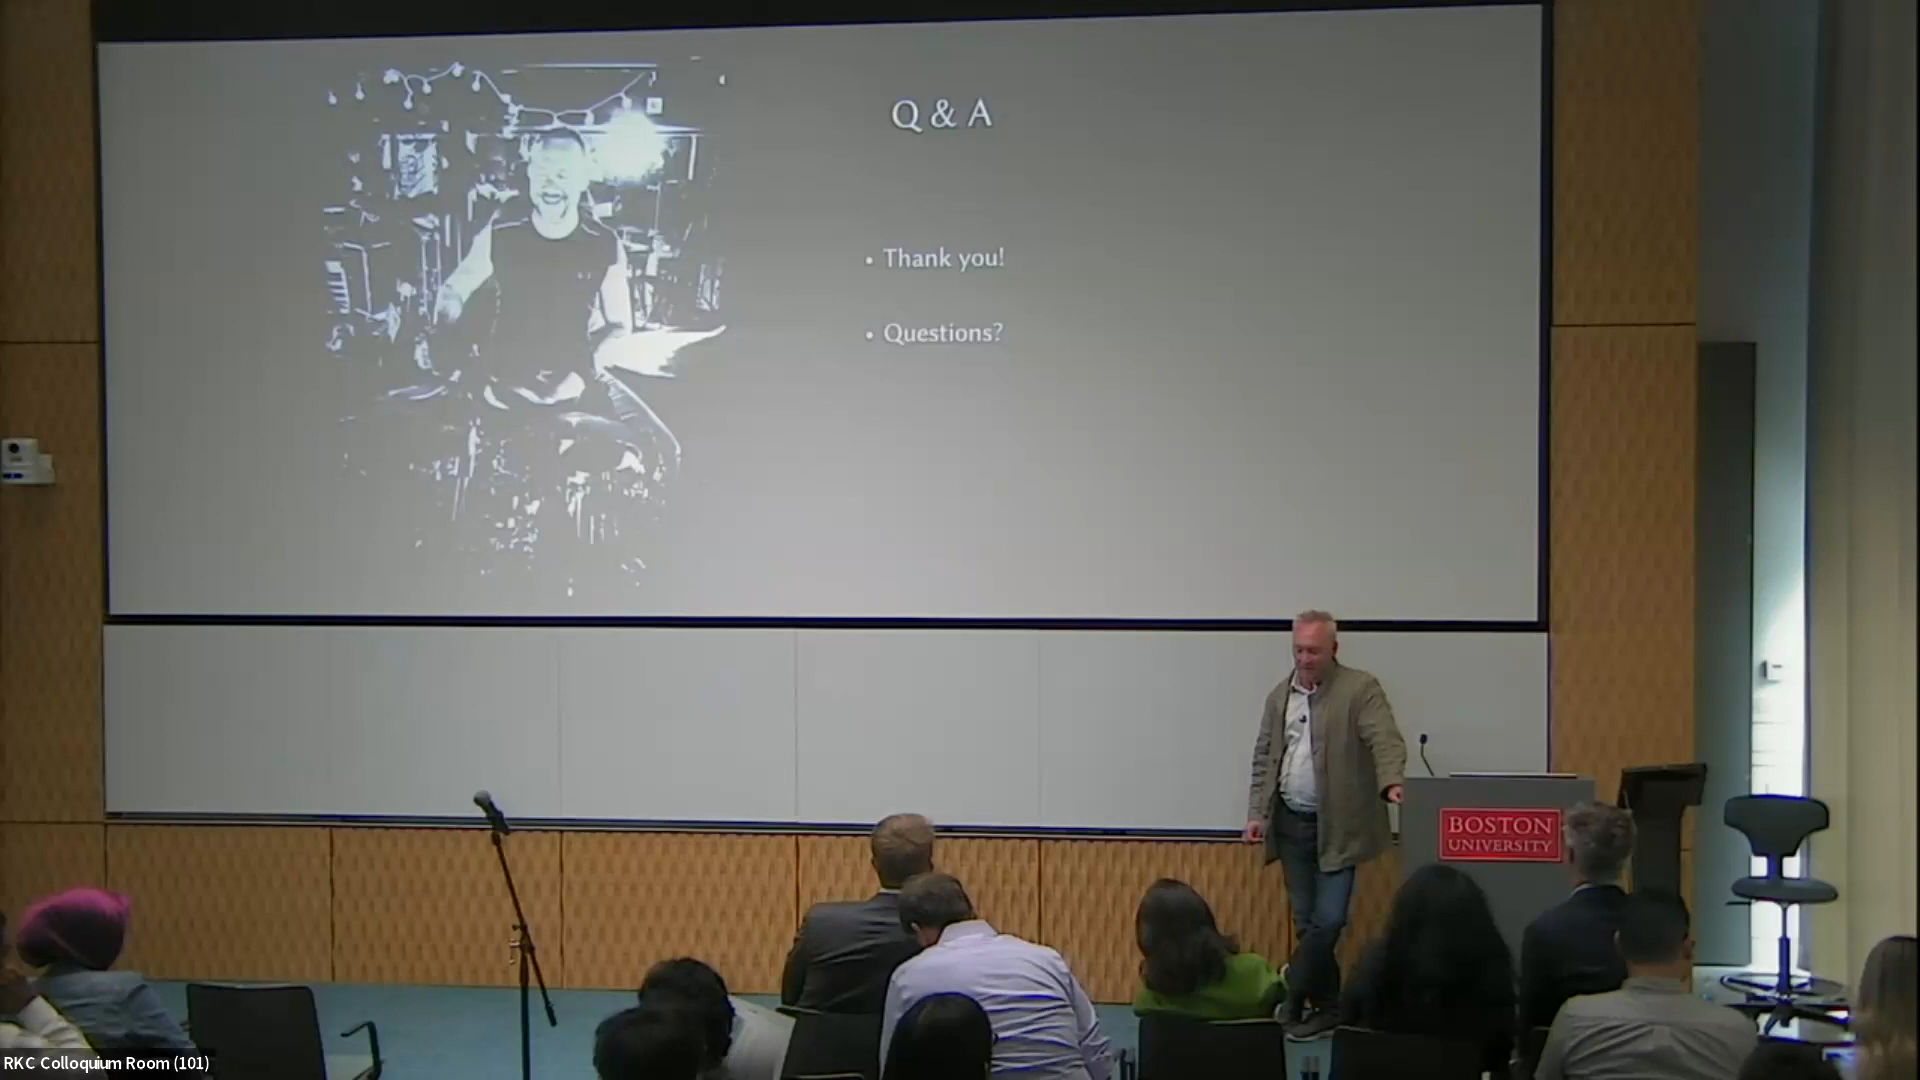 Q & A
• Thank you!
• Questions?
BOSTON
UNIVERSITY
RKC Colloquium Room (101)